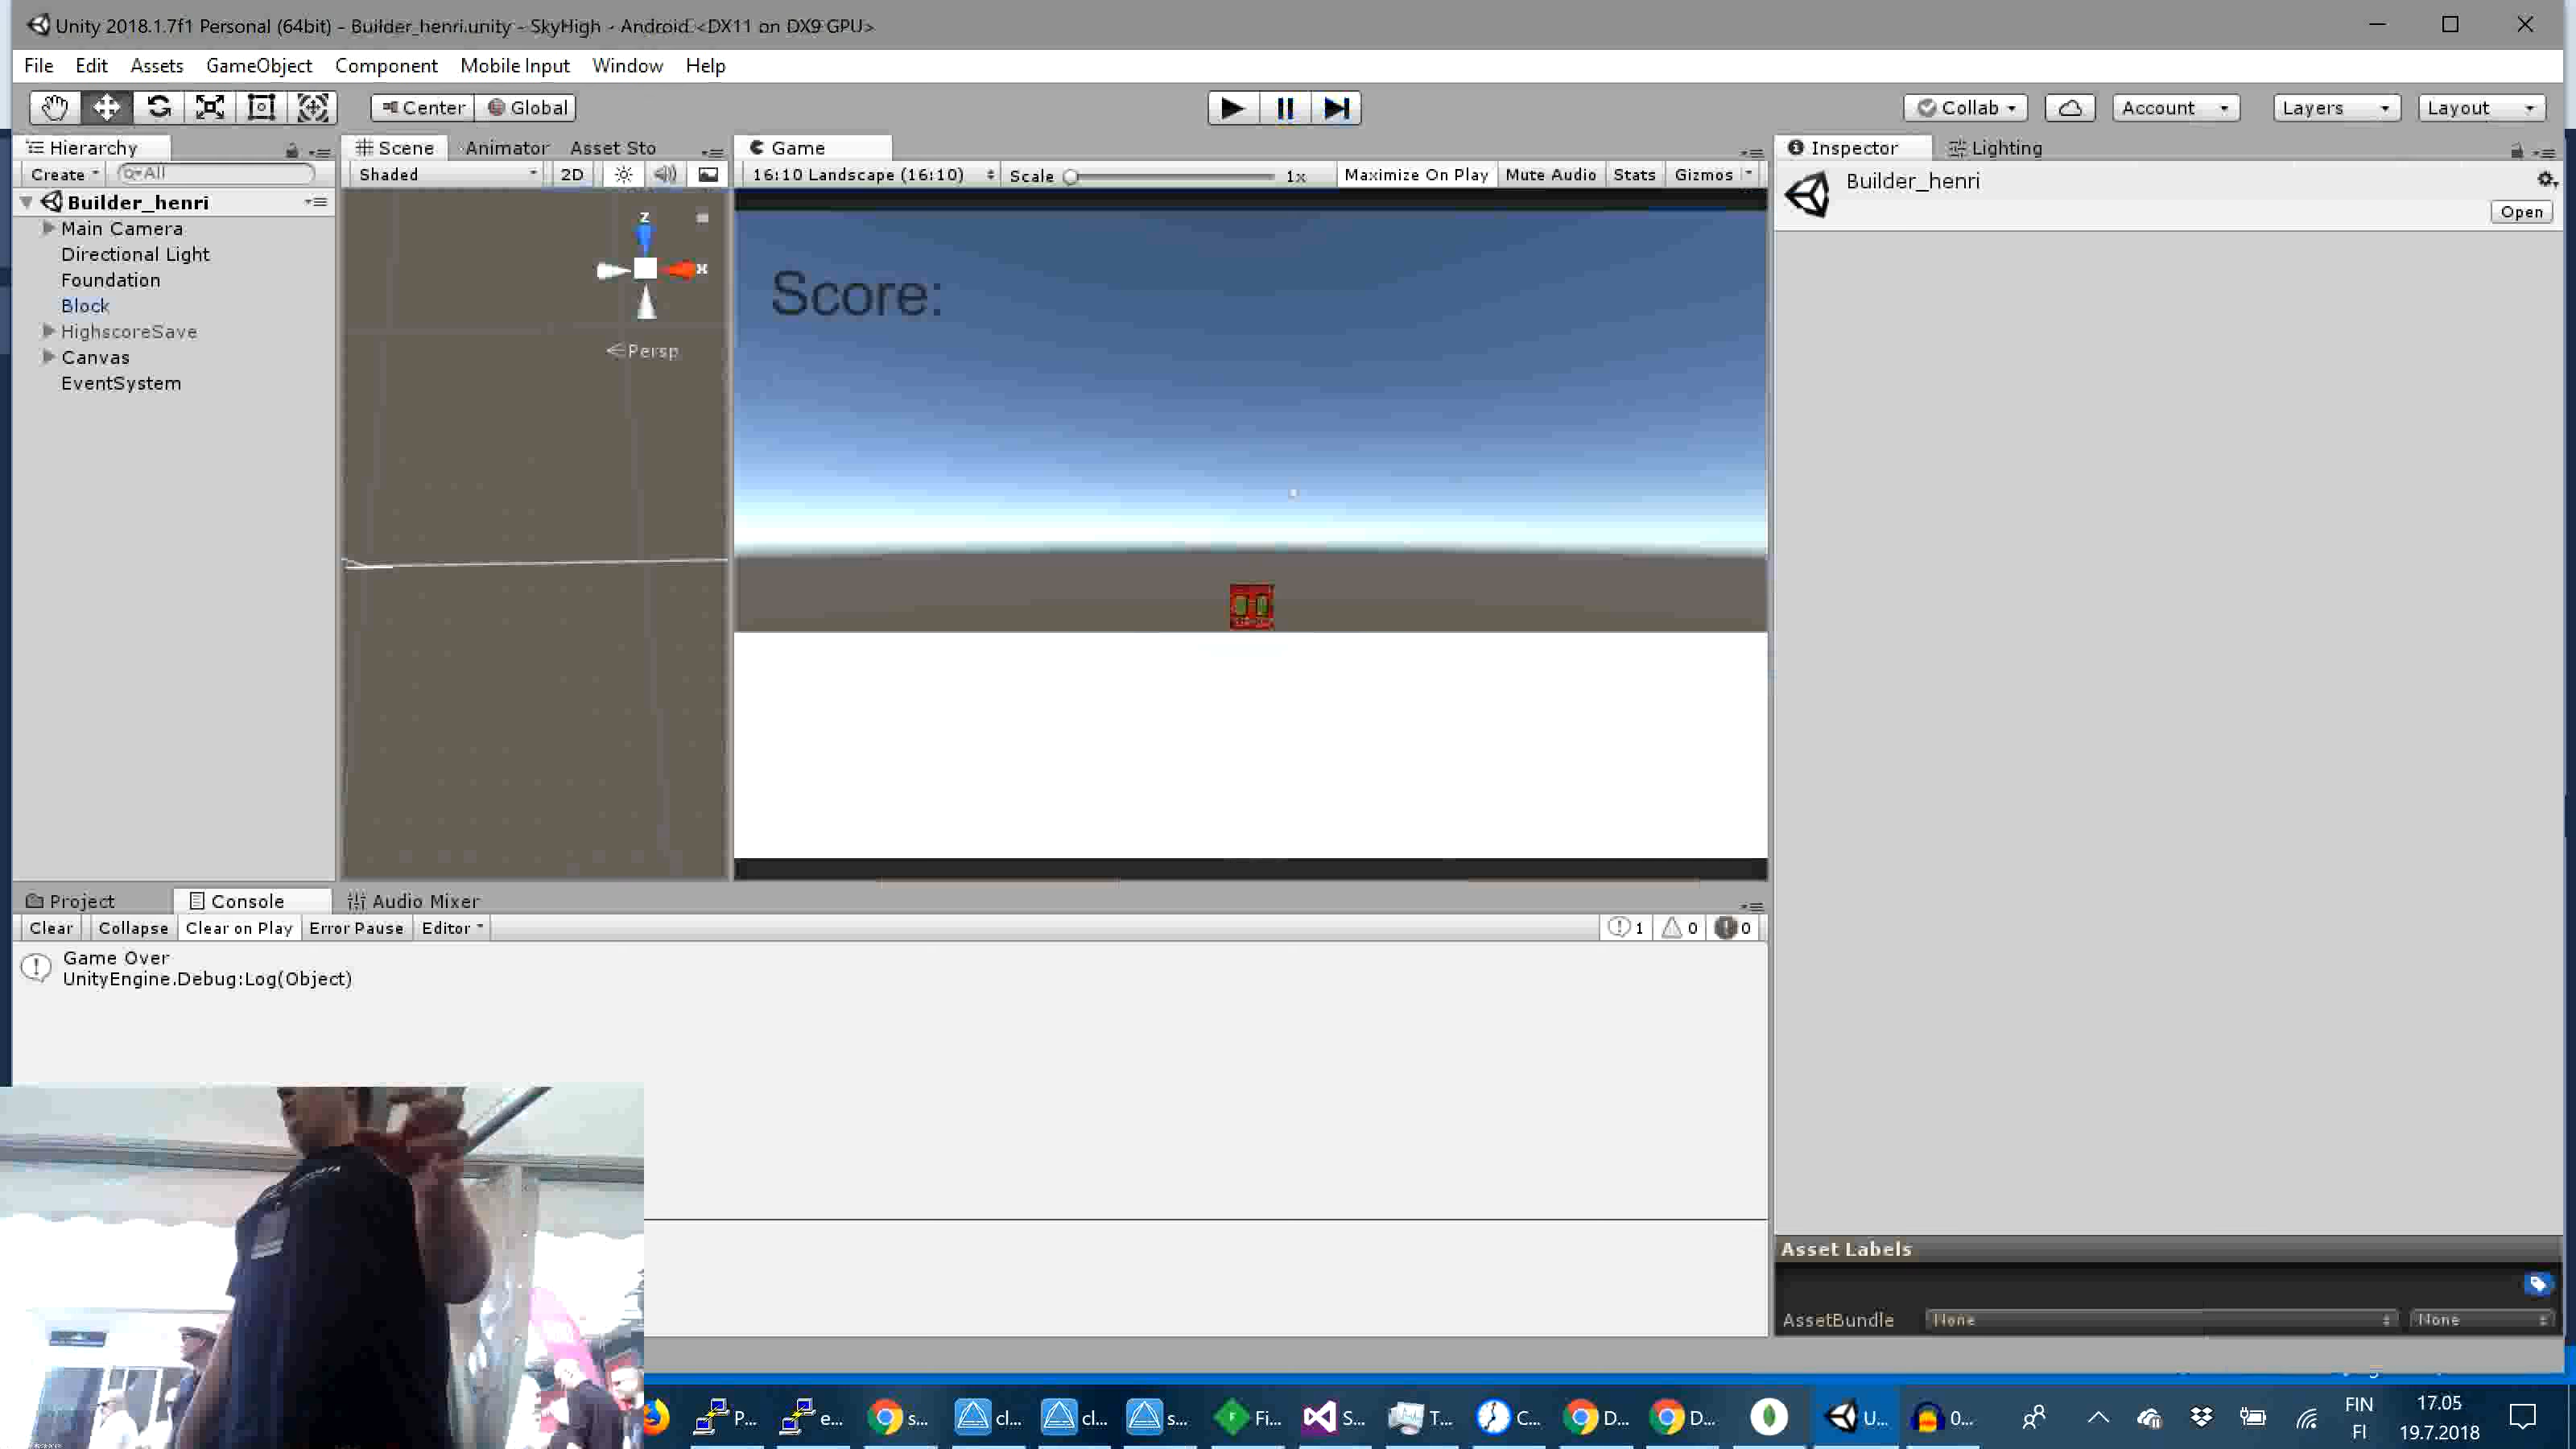 Unity 2018.1.7f1 Personal (64bit) - Builder_henri.unity - SkyHigh - Android <DX11 on DX9 GPU>
File Edit Assets GameObject Component Mobile Input Window Help
Center Global Collab Account Layers Layout
Hierarchy
Create All
Builder_henri
Main Camera
Directional Light
Foundation
Block
HighscoreSave
Canvas
EventSystem
Scene Animator Asset Sto
Shaded 2D
Z
X
Persp
Game
16:10 Landscape (16:10) Scale 1x Maximize On Play Mute Audio Stats Gizmos
Score:
Inspector Lighting
Builder_henri
Open
Project Console Audio Mixer
Clear Collapse Clear on Play Error Pause Editor 1 0 0
Game Over
UnityEngine.Debug:Log(Object)
Asset Labels
AssetBundle None None
P... e... s... cl... cl... s... Fi... S... T... C... D... D... U... 0...
FIN
FI
17.05
19.7.2018